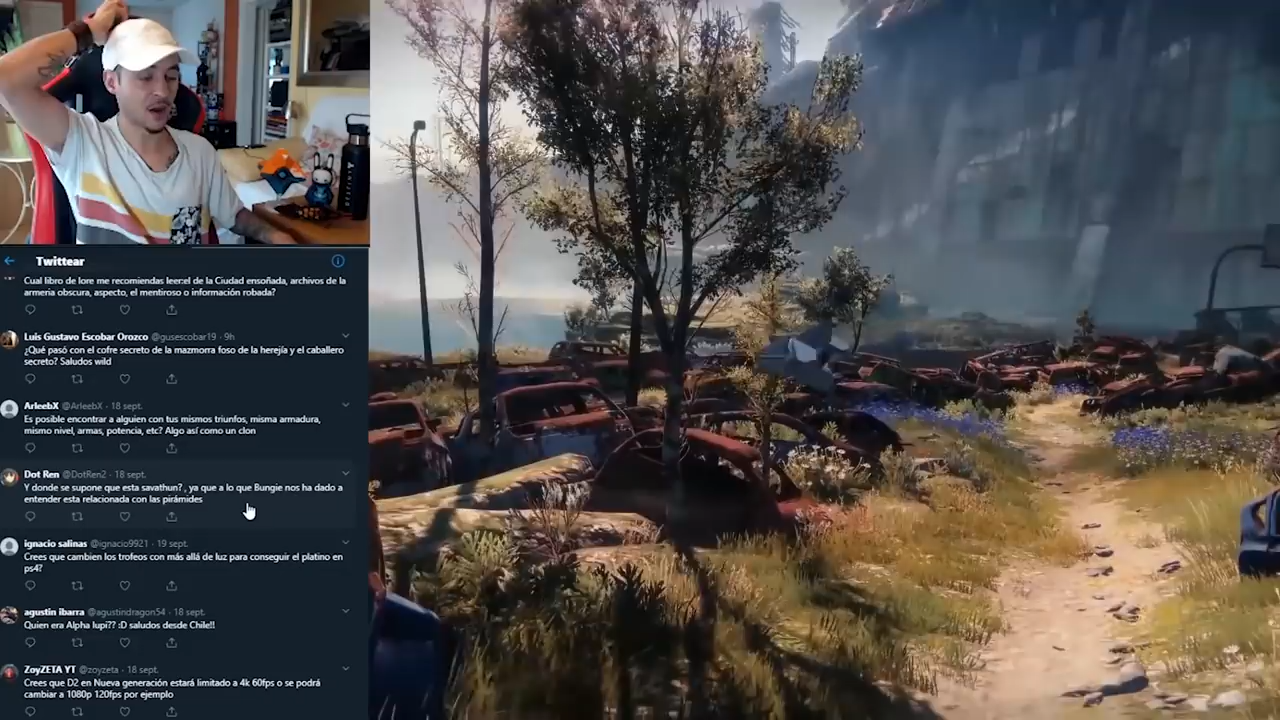 Twittear
Cual libro de lore me recomiendas leer:el de la Ciudad ensoñada, archivos de la
armeria obscura, aspecto, el mentiroso o información robada?
Luis Gustavo Escobar Orozco @gusescobar19 · 9h
¿Qué pasó con el cofre secreto de la mazmorra foso de la herejía y el caballero
secreto? Saludos wild
ArleebX @ArleebX · 18 sept.
Es posible encontrar a alguien con tus mismos triunfos, misma armadura,
mismo nivel, armas, potencia, etc? Algo así como un clon
Dot Ren @DotRen2 · 18 sept.
Y donde se supone que esta savathun? , ya que a lo que Bungie nos ha dado a
entender esta relacionada con las pirámides
ignacio salinas @ignacio9921 · 19 sept.
Crees que cambien los trofeos con más allá de luz para conseguir el platino en
ps4?
agustin ibarra @agustindragon54 · 18 sept.
Quien era Alpha lupi?? :D saludos desde Chile!!
ZoyZETA YT @zoyzeta · 18 sept.
Crees que D2 en Nueva generación estará limitado a 4k 60fps o se podrá
cambiar a 1080p 120fps por ejemplo